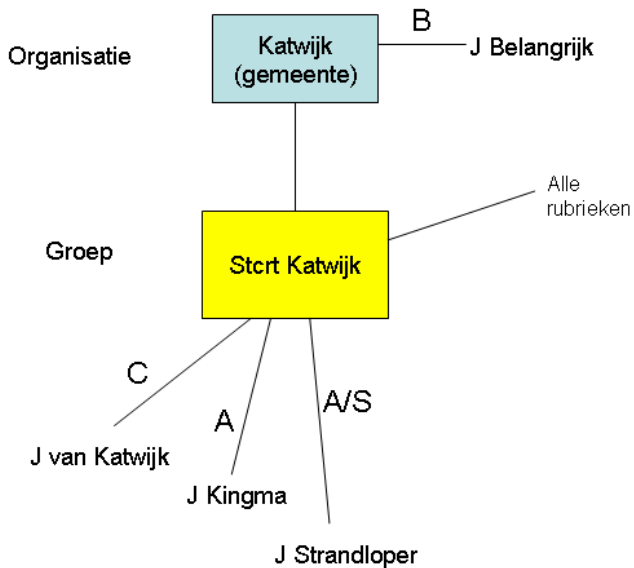 B
Organisatie
Katwijk
(gemeente)
J Belangrijk
Alle
rubrieken
Groep
Stcrt Katwijk
C
A
A/S
J van Katwijk
J Kingma
J Strandloper